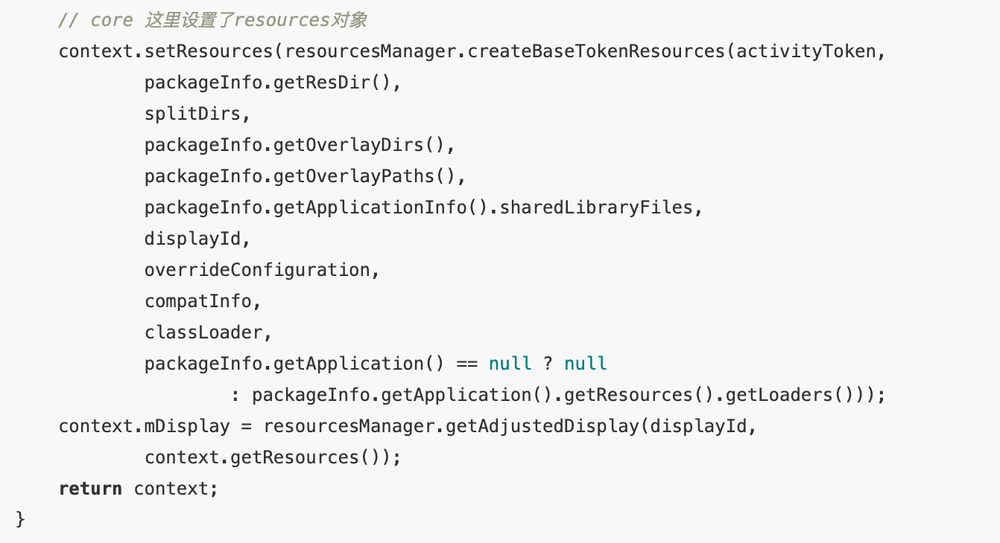 // core 这里设置了resources对象
context.setResources(resourcesManager.createBaseTokenResources(activityToken,
packageInfo.getResDir(),
splitDirs,
packageInfo.getOverlayDirs(),
packageInfo.getOverlayPaths(),
packageInfo.getApplicationInfo().sharedLibraryFiles,
displayId,
overrideConfiguration,
compatInfo,
classLoader,
packageInfo.getApplication() == null ? null
: packageInfo.getApplication().getResources().getLoaders()));
context.mDisplay = resourcesManager.getAdjustedDisplay(displayId,
context.getResources());
return context;
}